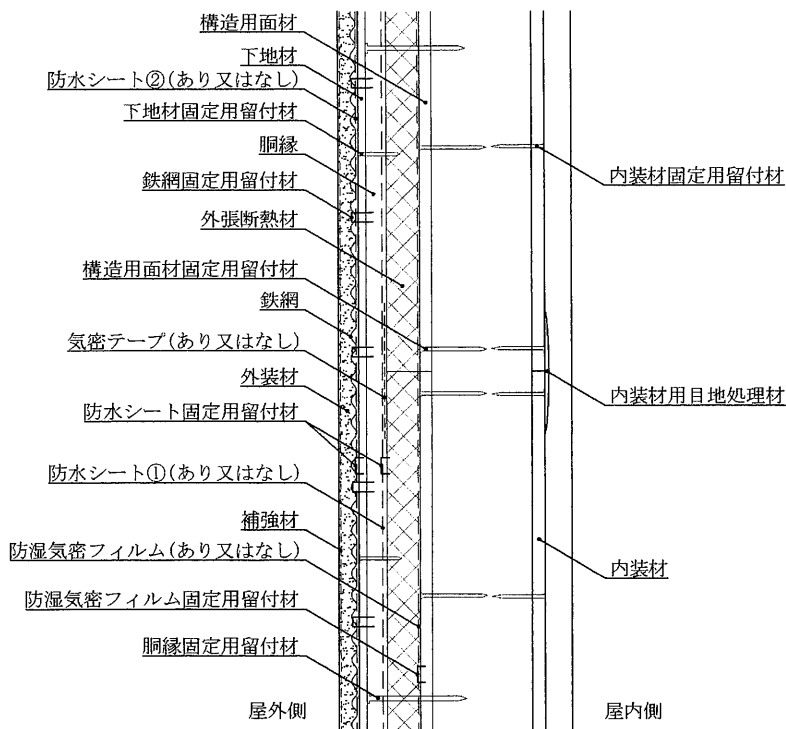 構造用面材
下地材
防水シート②(あり又はなし)
下地材固定用留付材
胴縁
鉄網固定用留付材
外張断熱材
構造用面材固定用留付材
鉄網
気密テープ(あり又はなし)
外装材
防水シート固定用留付材
防水シート①(あり又はなし)
補強材
防湿気密フィルム(あり又はなし)
防湿気密フィルム固定用留付材
胴縁固定用留付材
屋外側
内装材固定用留付材
内装材用目地処理材
内装材
屋内側